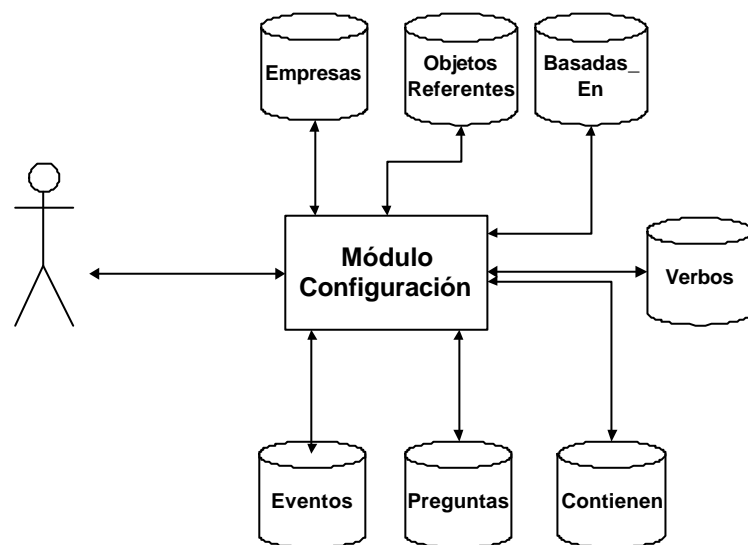 Empresas
Objetos
Referentes
Basadas_
En
Módulo
Configuración
Verbos
Eventos
Preguntas
Contienen